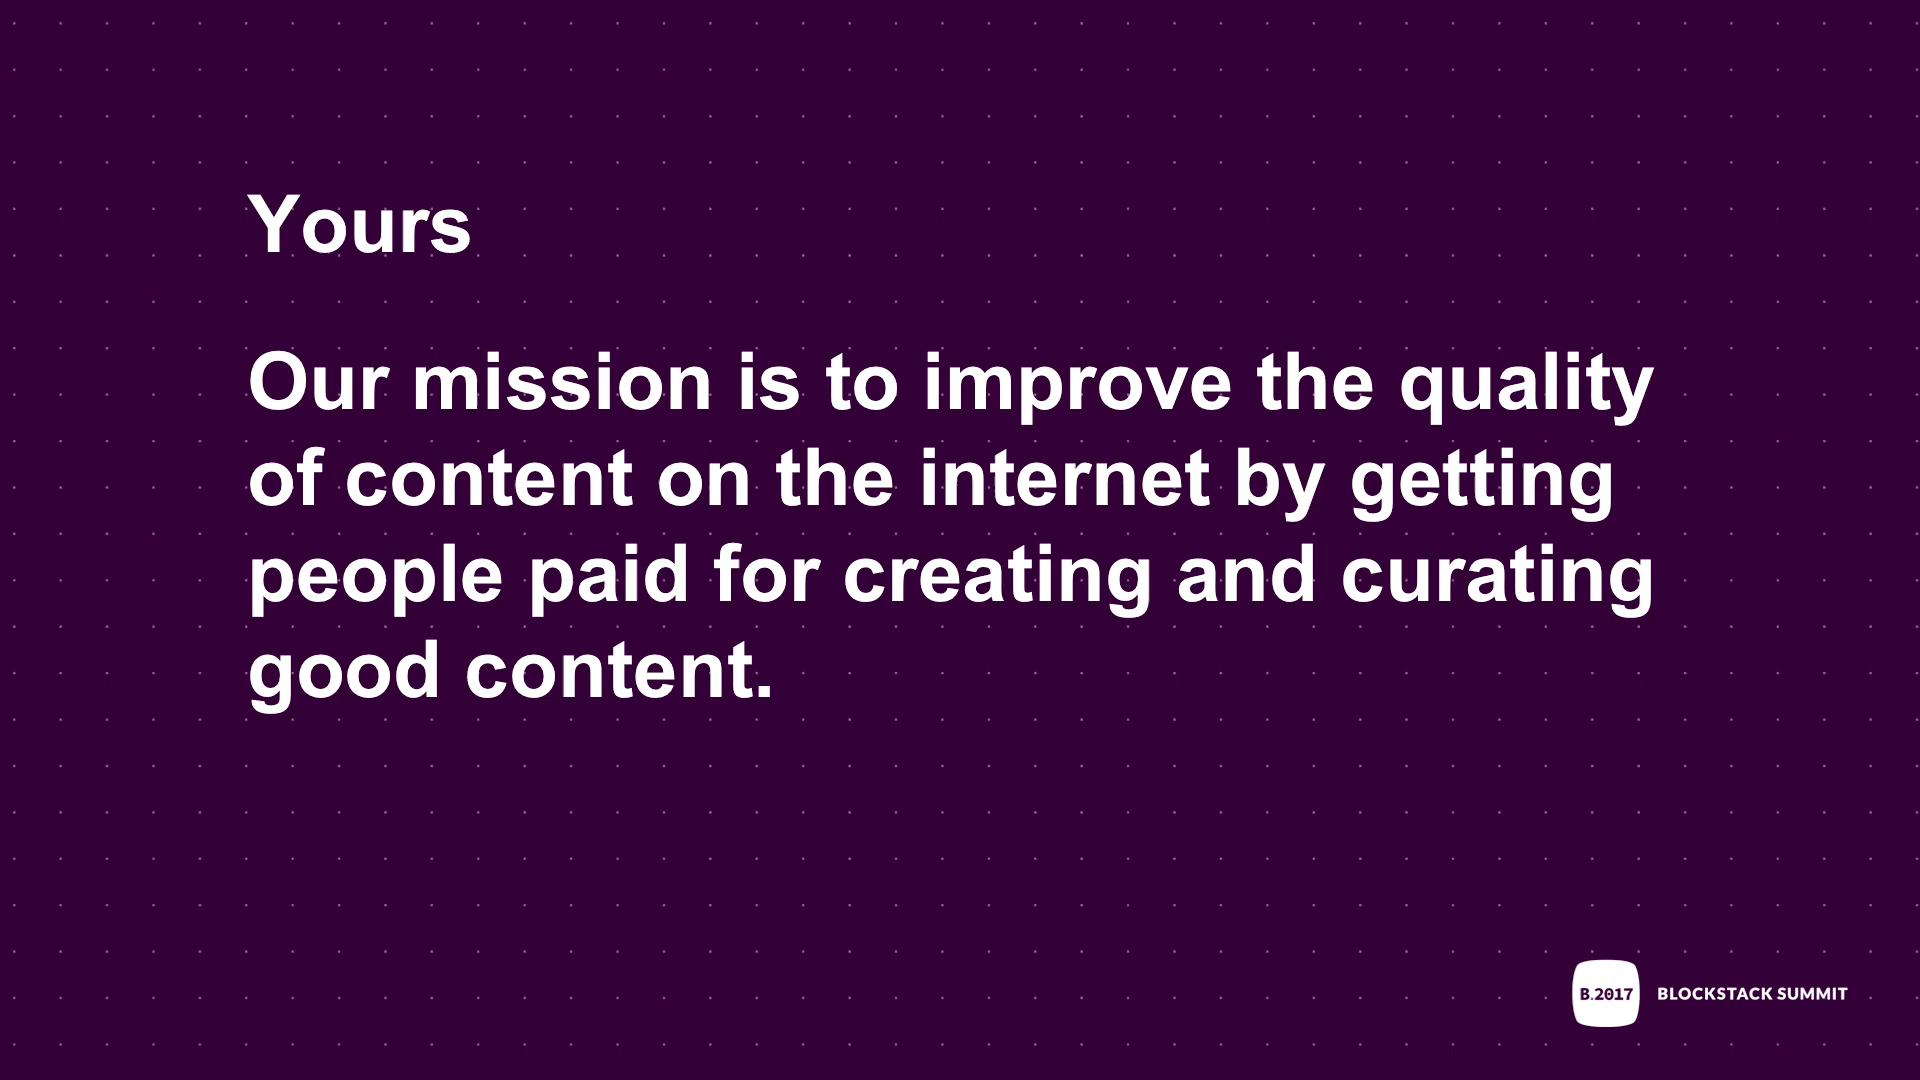 Yours
Our mission is to improve the quality
of content on the internet by getting
people paid for creating and curating
good content.
B.2017 BLOCKSTACK SUMMIT